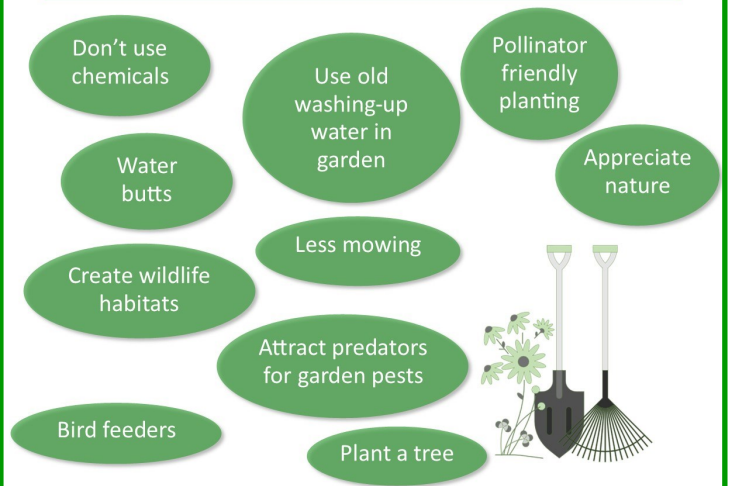 Don't use
chemicals
Use old
washing-up
water in
garden
Pollinator
friendly
planting
Appreciate
nature
Water
butts
Less mowing
Create wildlife
habitats
Attract predators
for garden pests
Bird feeders
Plant a tree